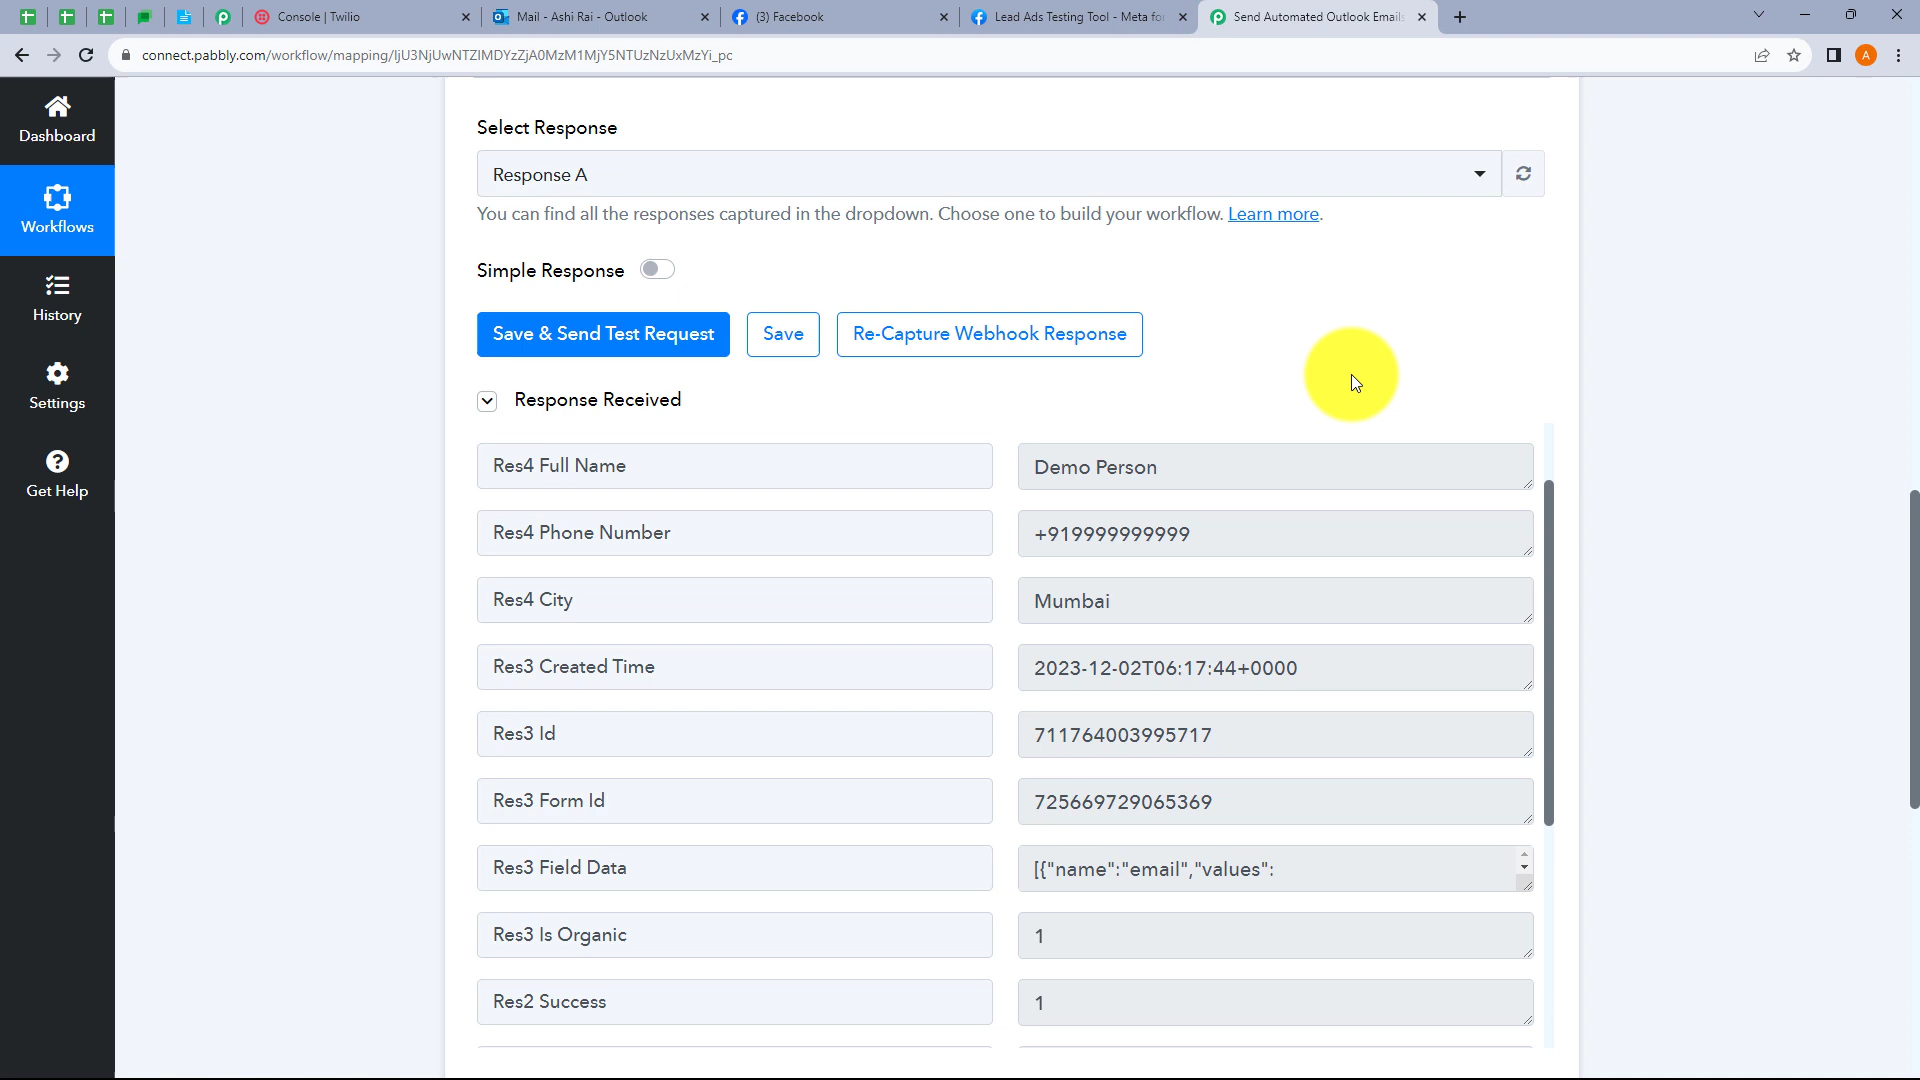 Console | Twilio
Mail - Ashi Rai - Outlook
(3) Facebook
Lead Ads Testing Tool - Meta fo
Send Automated Outlook Emails
connect.pabbly.com/workflow/mapping/IjU3NjUwNTZlMDYzZjA0MzM1MjY5NTUzNzUxMzYi_pc
A
Dashboard
Workflows
History
Settings
Get Help
Select Response
Response A
You can find all the responses captured in the dropdown. Choose one to build your workflow. Learn more.
Simple Response
Save & Send Test Request
Save
Re-Capture Webhook Response
Response Received
Res4 Full Name
Demo Person
Res4 Phone Number
+919999999999
Res4 City
Mumbai
Res3 Created Time
2023-12-02T06:17:44+0000
Res3 Id
711764003995717
Res3 Form Id
725669729065369
Res3 Field Data
[{"name":"email","values":
Res3 Is Organic
1
Res2 Success
1